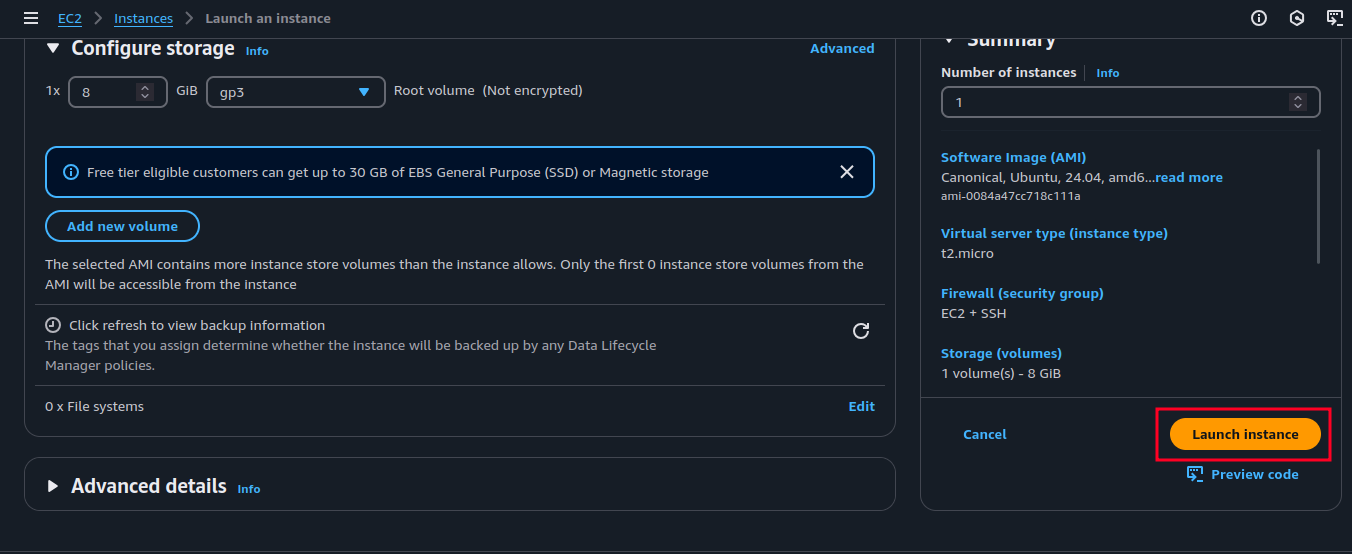 EC2 > Instances > Launch an instance
Configure storage Info
Advanced
1x 8 GiB gp3 Root volume (Not encrypted)
Free tier eligible customers can get up to 30 GB of EBS General Purpose (SSD) or Magnetic storage
Add new volume
The selected AMI contains more instance store volumes than the instance allows. Only the first 0 instance store volumes from the
AMI will be accessible from the instance
Click refresh to view backup information
The tags that you assign determine whether the instance will be backed up by any Data Lifecycle
Manager policies.
0 x File systems
Edit
Advanced details Info
Summary
Number of instances Info
1
Software Image (AMI)
Canonical, Ubuntu, 24.04, amd6...read more
ami-0084a47cc718c111a
Virtual server type (instance type)
t2.micro
Firewall (security group)
EC2 + SSH
Storage (volumes)
1 volume(s) - 8 GiB
Cancel
Launch instance
Preview code